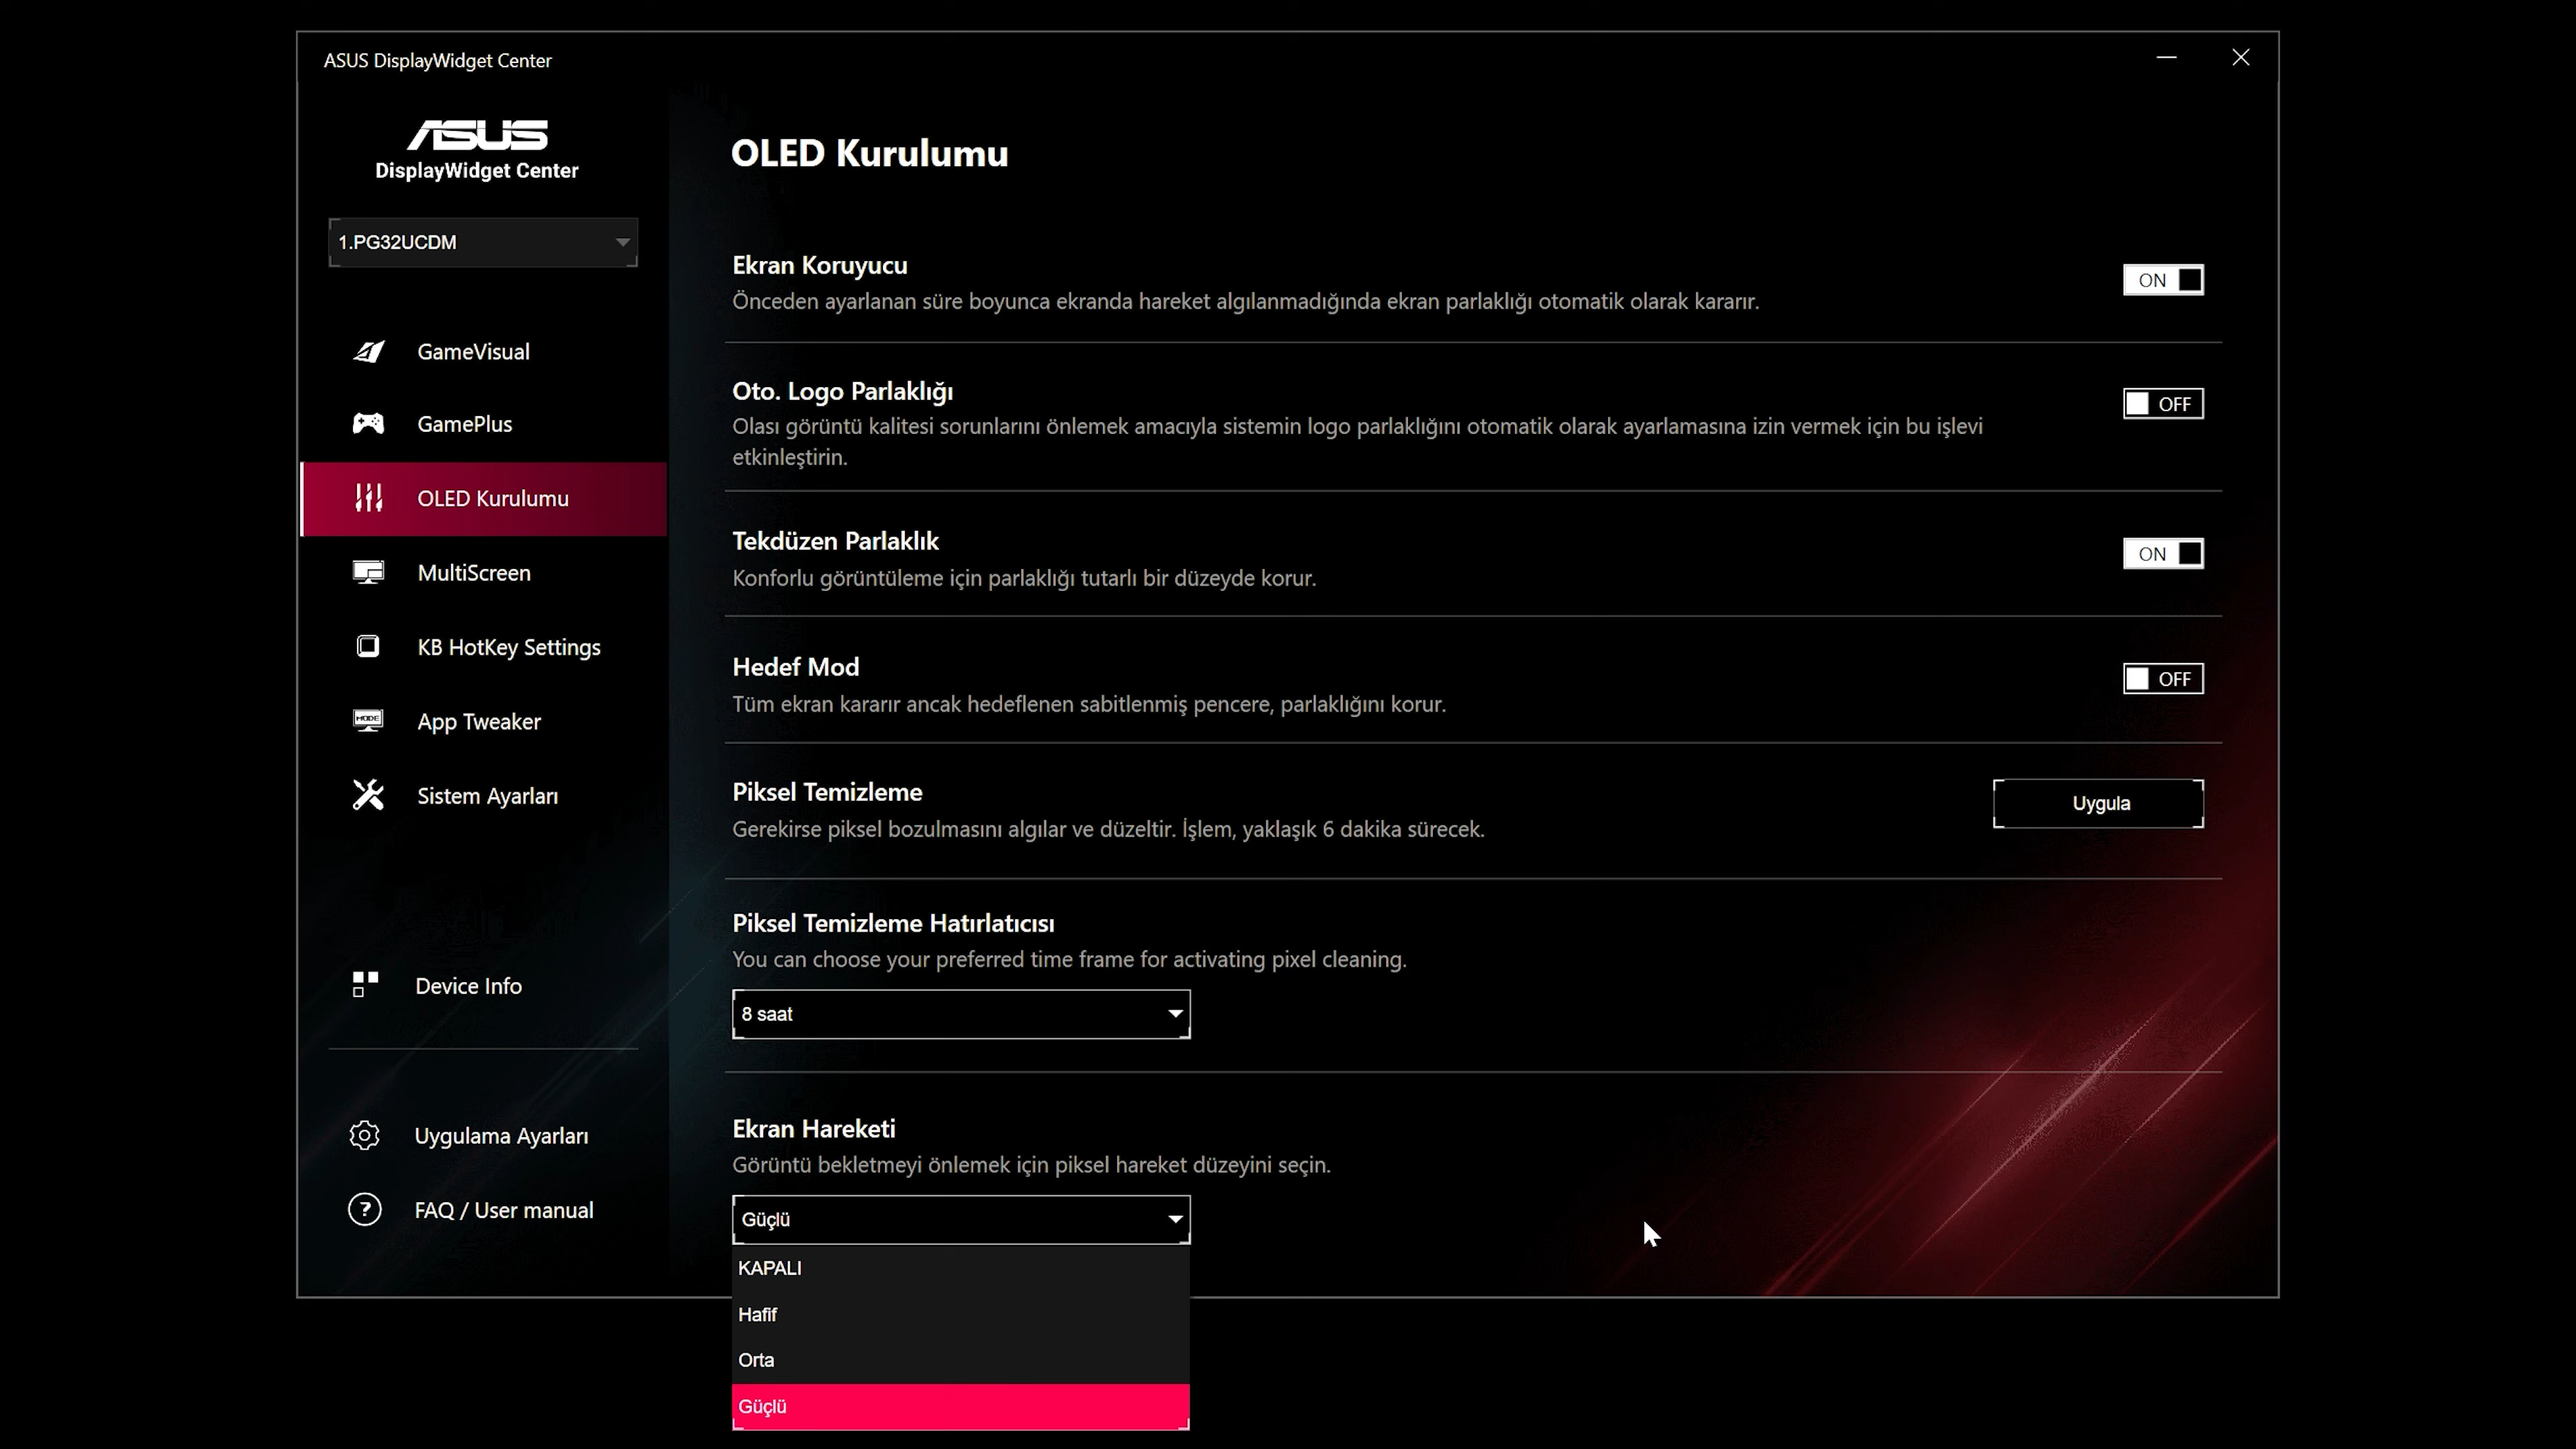 ASUS DisplayWidget Center
ASUS
DisplayWidget Center
1.PG32UCDM
GameVisual
GamePlus
OLED Kurulumu
MultiScreen
KB HotKey Settings
MODE
App Tweaker
Sistem Ayarları
Device Info
Uygulama Ayarları
?
FAQ / User manual
OLED Kurulumu
Ekran Koruyucu
ON
Önceden ayarlanan süre boyunca ekranda hareket algılanmadığında ekran parlaklığı otomatik olarak kararır.
Oto. Logo Parlaklığı
OFF
Olası görüntü kalitesi sorunlarını önlemek amacıyla sistemin logo parlaklığını otomatik olarak ayarlamasına izin vermek için bu işlevi
etkinleştirin.
Tekdüzen Parlaklık
ON
Konforlu görüntüleme için parlaklığı tutarlı bir düzeyde korur.
Hedef Mod
OFF
Tüm ekran kararır ancak hedeflenen sabitlenmiş pencere, parlaklığını korur.
Piksel Temizleme
Uygula
Gerekirse piksel bozulmasını algılar ve düzeltir. İşlem, yaklaşık 6 dakika sürecek.
Piksel Temizleme Hatırlatıcısı
You can choose your preferred time frame for activating pixel cleaning.
8 saat
Ekran Hareketi
Görüntü bekletmeyi önlemek için piksel hareket düzeyini seçin.
Güçlü
KAPALI
Hafif
Orta
Güçlü